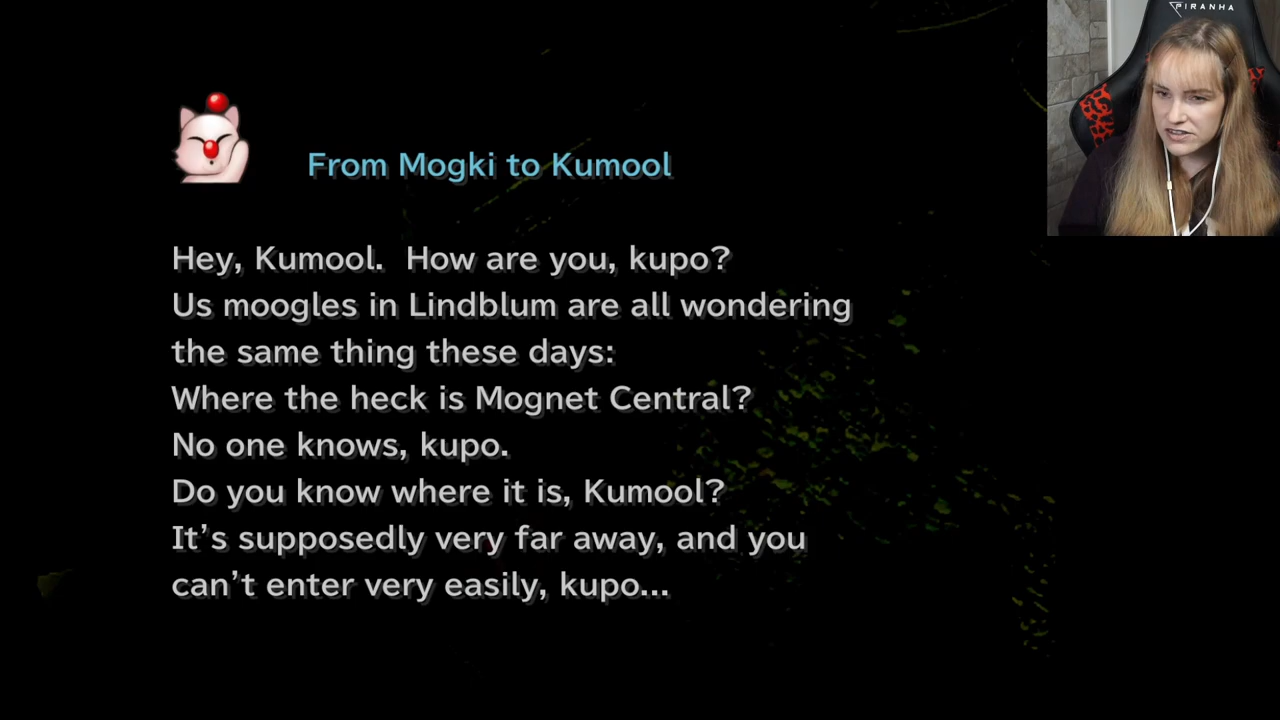 PIRANHA
From Mogki to Kumool
Hey, Kumool.  How are you, kupo?
Us moogles in Lindblum are all wondering
the same thing these days:
Where the heck is Mognet Central?
No one knows, kupo.
Do you know where it is, Kumool?
It's supposedly very far away, and you
can't enter very easily, kupo...